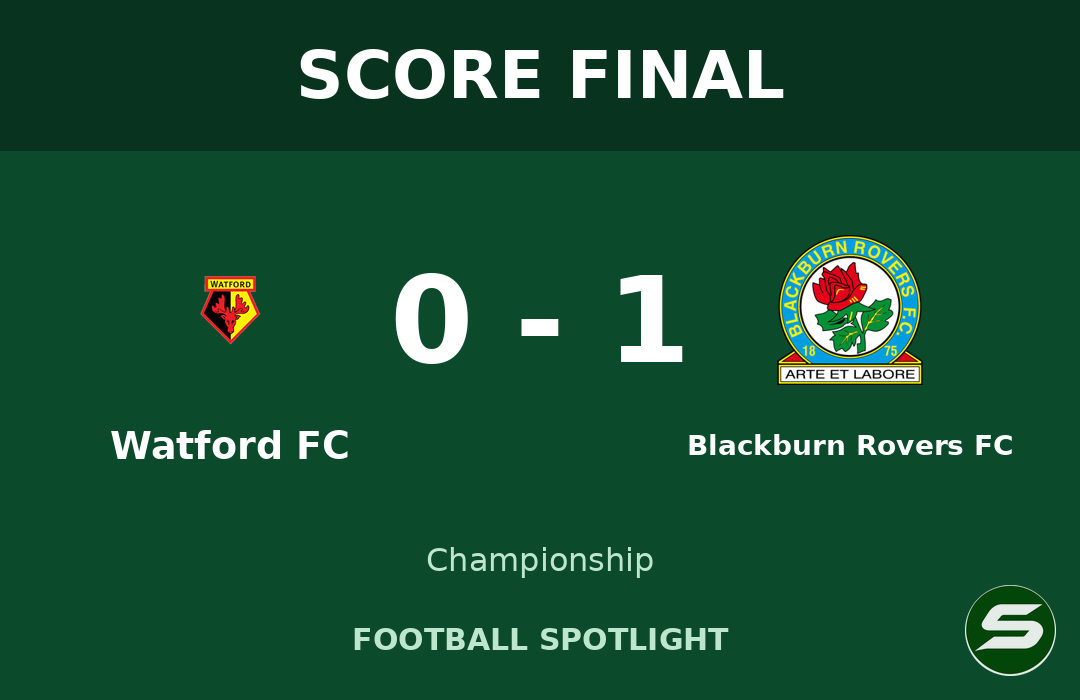 SCORE FINAL
WATFORD
0 - 1
BLACKBURN ROVERS F.C.
18 75
ARTE ET LABORE
Watford FC
Blackburn Rovers FC
Championship
FOOTBALL SPOTLIGHT
S